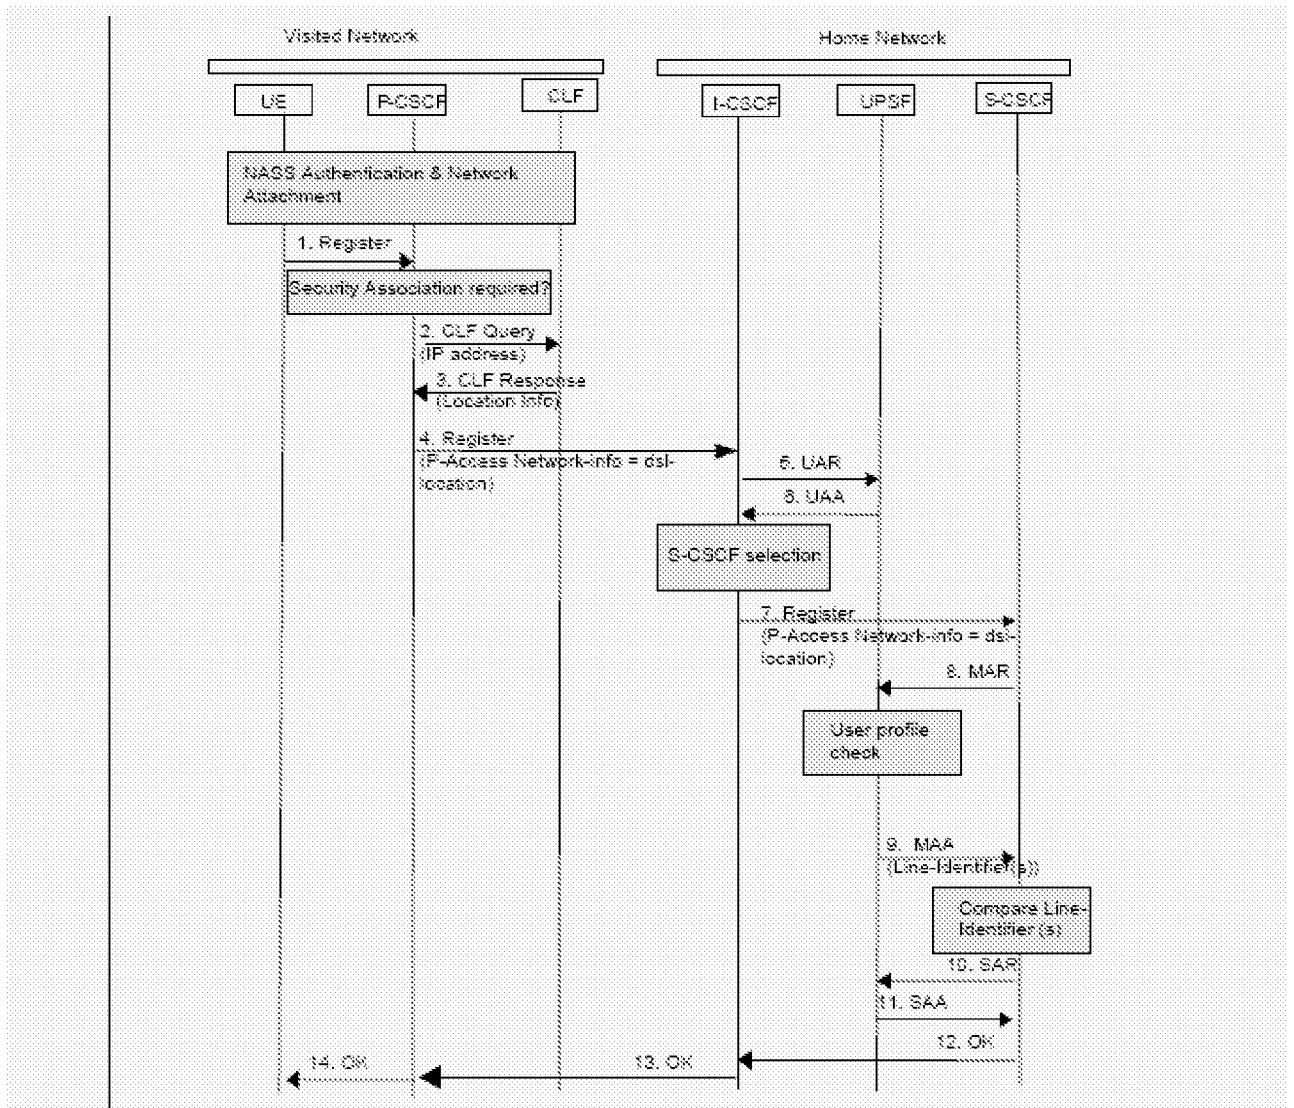 Visited Network
Home Network
UE
P-CSCF
CLF
I-CSCF
UPSF
S-CSCF
NASS Authentication & Network
Attachment
1. Register
Security Association required?
2. CLF Query
(IP address)
3. CLF Response
(Location Info)
4. Register
(P-Access Network-Info = dsl-
location)
5. UAR
6. UAA
S-CSCF selection
7. Register
(P-Access Network-Info = dsl-
location)
8. MAR
User profile
check
9. MAA
(Line-Identifier(s))
Compare Line-
Identifier (s)
10. SAR
11. SAA
12. OK
13. OK
14. OK